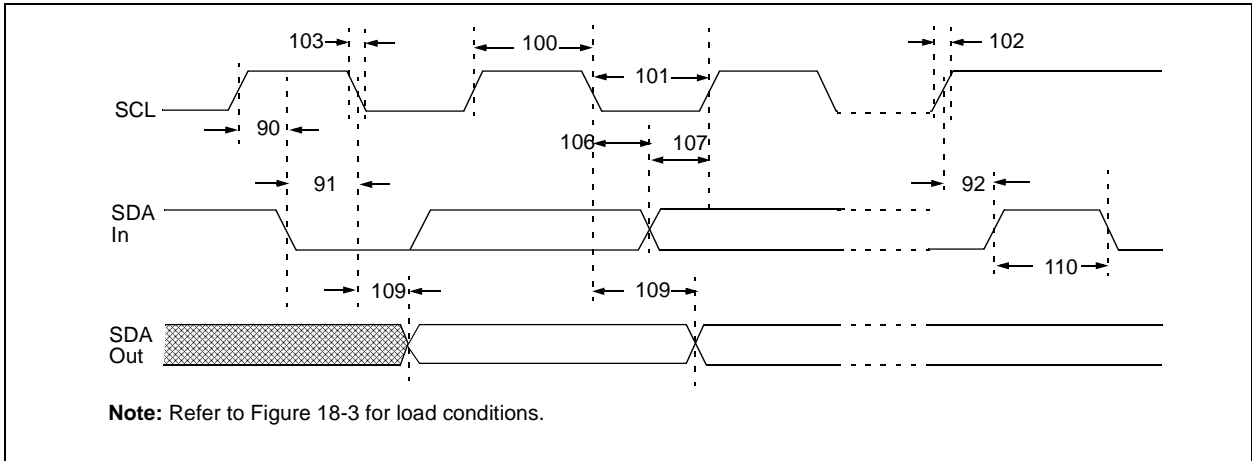 103
100
102
101
SCL
90
106
107
91
92
SDA
In
110
109
109
SDA
Out
Note: Refer to Figure 18-3 for load conditions.